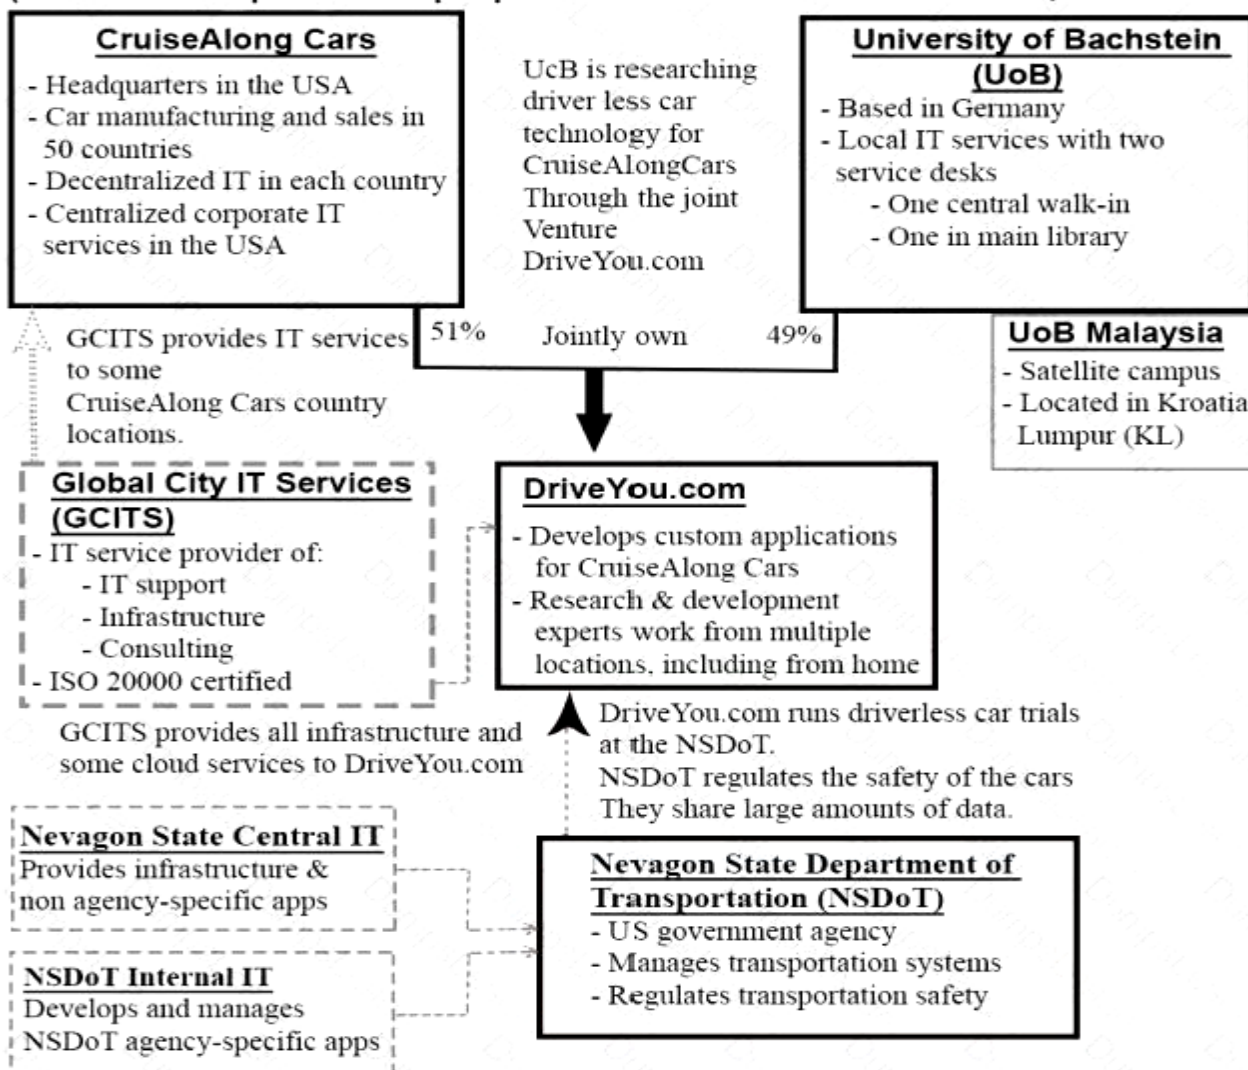 CruiseAlong Cars
- Headquarters in the USA
- Car manufacturing and sales in
50 countries
- Decentralized IT in each country
- Centralized corporate IT
services in the USA
UcB is researching
driver less car
technology for
CruiseAlongCars
Through the joint
Venture
DriveYou.com
University of Bachstein
(UoB)
- Based in Germany
- Local IT services with two
service desks
- One central walk-in
- One in main library
51% Jointly own 49%
UoB Malaysia
- Satellite campus
- Located in Kroatia
Lumpur (KL)
GCITS provides IT services
to some
CruiseAlong Cars country
locations.
Global City IT Services
(GCITS)
- IT service provider of:
- IT support
- Infrastructure
- Consulting
- ISO 20000 certified
DriveYou.com
- Develops custom applications
for CruiseAlong Cars
- Research & development
experts work from multiple
locations, including from home
GCITS provides all infrastructure and
some cloud services to DriveYou.com
DriveYou.com runs driverless car trials
at the NSDoT.
NSDoT regulates the safety of the cars
They share large amounts of data.
Nevagon State Central IT
Provides infrastructure &
non agency-specific apps
NSDoT Internal IT
Develops and manages
NSDoT agency-specific apps
Nevagon State Department of
Transportation (NSDoT)
- US government agency
- Manages transportation systems
- Regulates transportation safety